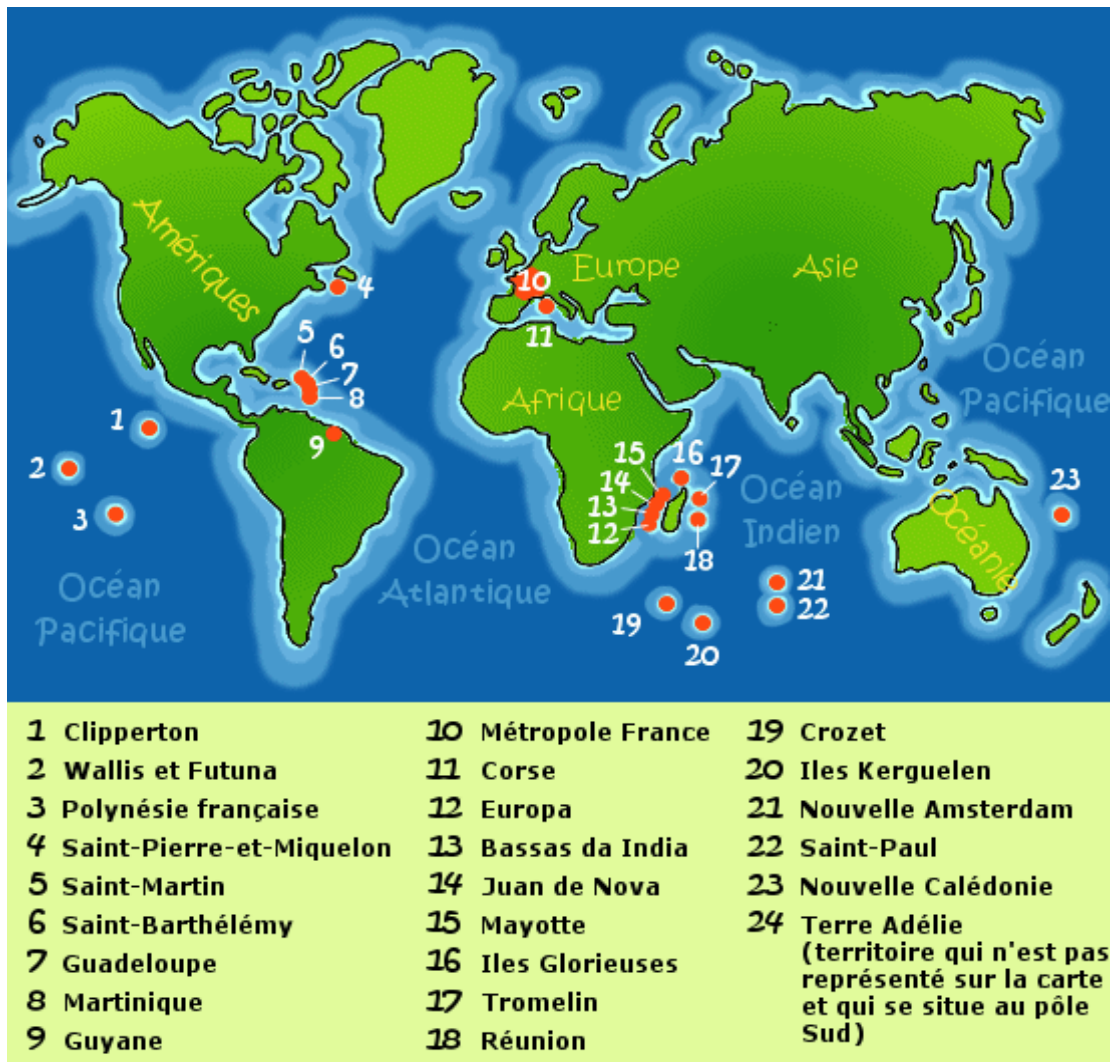 Amériques
Europe
Asie
Afrique
Océanie
Océan
Pacifique
Océan
Atlantique
Océan
Indien
Océan
Pacifique
1
2
3
4
5
6
7
8
9
10
11
12
13
14
15
16
17
18
19
20
21
22
23
1 Clipperton
2 Wallis et Futuna
3 Polynésie française
4 Saint-Pierre-et-Miquelon
5 Saint-Martin
6 Saint-Barthélémy
7 Guadeloupe
8 Martinique
9 Guyane
10 Métropole France
11 Corse
12 Europa
13 Bassas da India
14 Juan de Nova
15 Mayotte
16 Iles Glorieuses
17 Tromelin
18 Réunion
19 Crozet
20 Iles Kerguelen
21 Nouvelle Amsterdam
22 Saint-Paul
23 Nouvelle Calédonie
24 Terre Adélie
(territoire qui n'est pas
représenté sur la carte
et qui se situe au pôle
Sud)